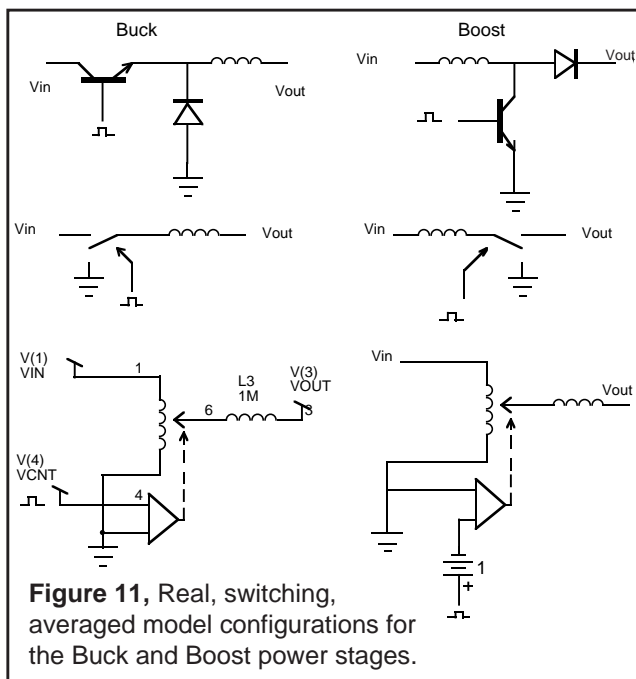 Buck
Boost
Vin
Vout
Vin
Vout
Vin
Vout
Vin
Vout
V(1)
VIN
1
L3
1M
V(3)
VOUT
6
3
V(4)
VCNT
4
Vin
Vout
1
+
Figure 11, Real, switching,
averaged model configurations for
the Buck and Boost power stages.